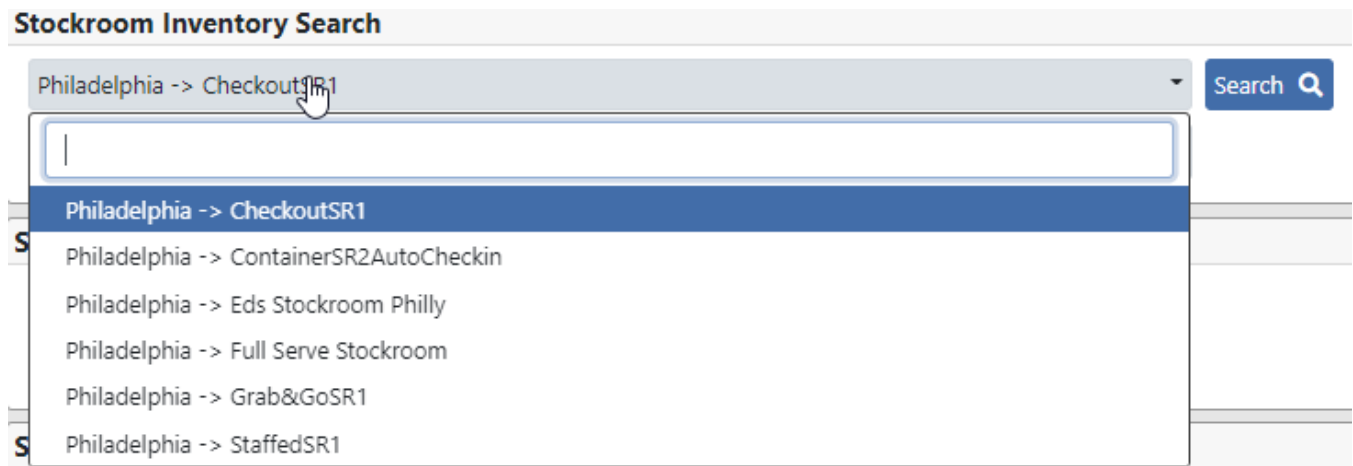 Stockroom Inventory Search
Philadelphia -> CheckoutSR1
Search
Philadelphia -> CheckoutSR1
Philadelphia -> ContainerSR2AutoCheckin
Philadelphia -> Eds Stockroom Philly
Philadelphia -> Full Serve Stockroom
Philadelphia -> Grab&GoSR1
Philadelphia -> StaffedSR1